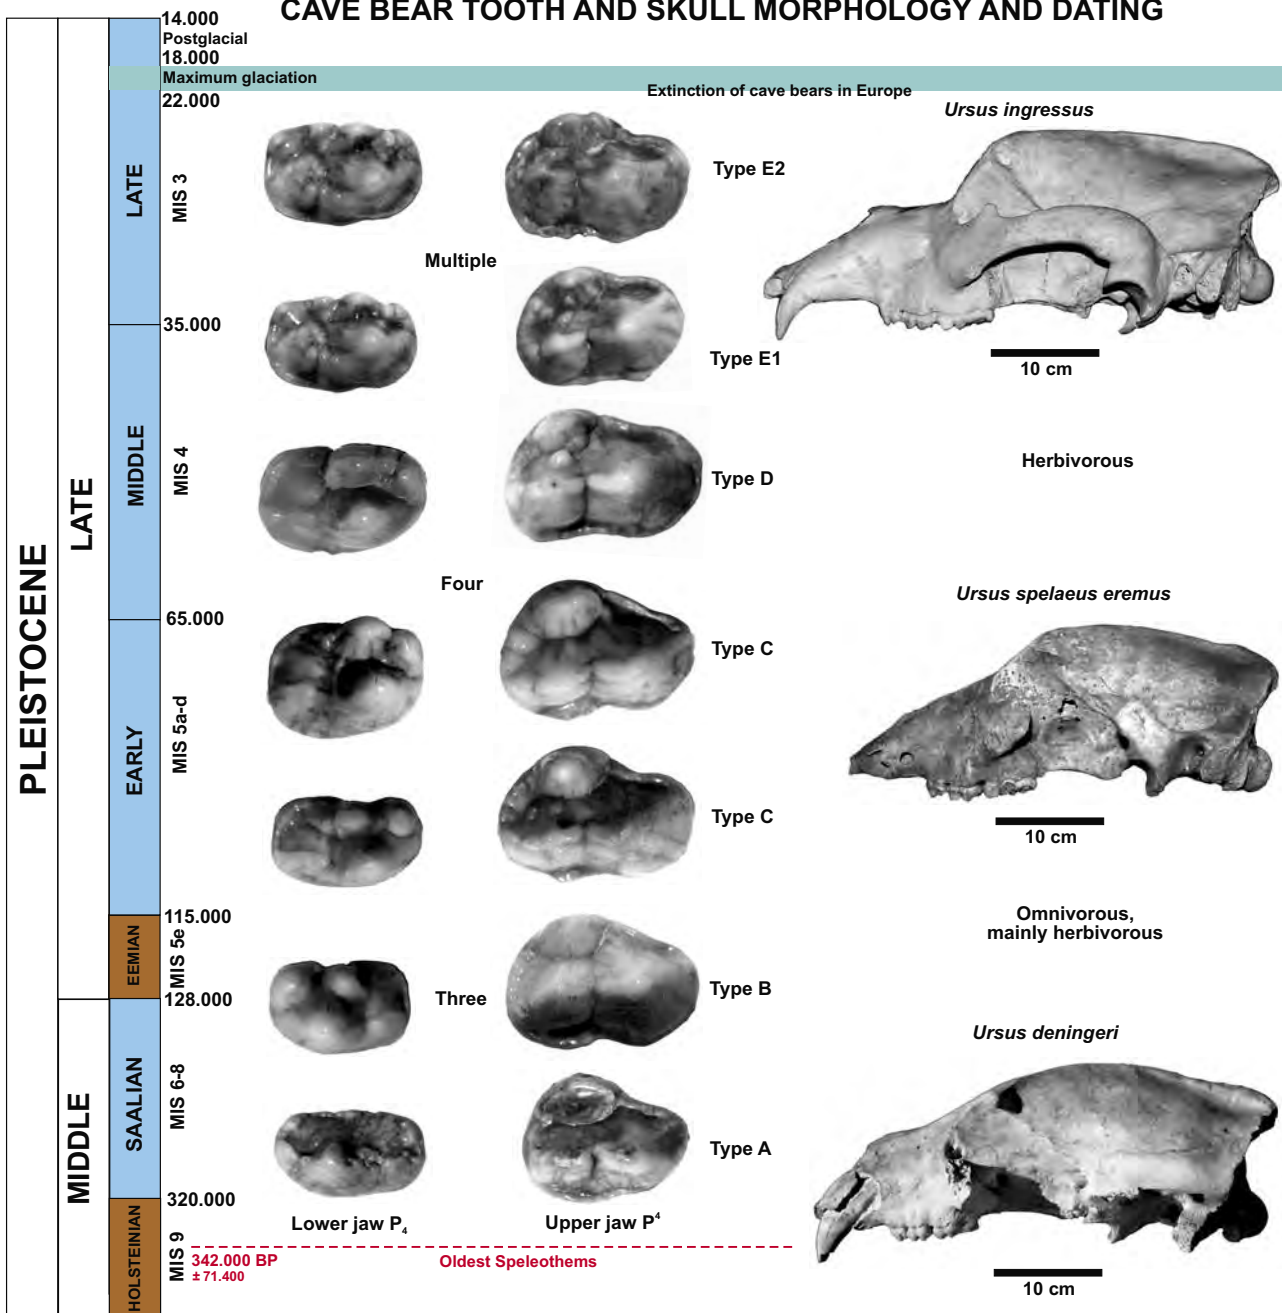 CAVE BEAR TOOTH AND SKULL MORPHOLOGY AND DATING
14.000
Postglacial
18.000
Maximum glaciation
22.000
Extinction of cave bears in Europe
Ursus ingressus
Type E2
LATE
MIS 3
Multiple
35.000
Type E1
10 cm
MIDDLE
MIS 4
Type D
Herbivorous
LATE
PLEISTOCENE
Four
Ursus spelaeus eremus
65.000
Type C
EARLY
MIS 5a-d
Type C
10 cm
115.000
Omnivorous,
mainly herbivorous
EEMIAN
MIS 5e
Three
Type B
128.000
Ursus deningeri
SAALIAN
MIS 6-8
MIDDLE
Type A
320.000
Lower jaw P4
Upper jaw P4
HOLSTEINIAN
MIS 9
342.000 BP
± 71.400
Oldest Speleothems
10 cm